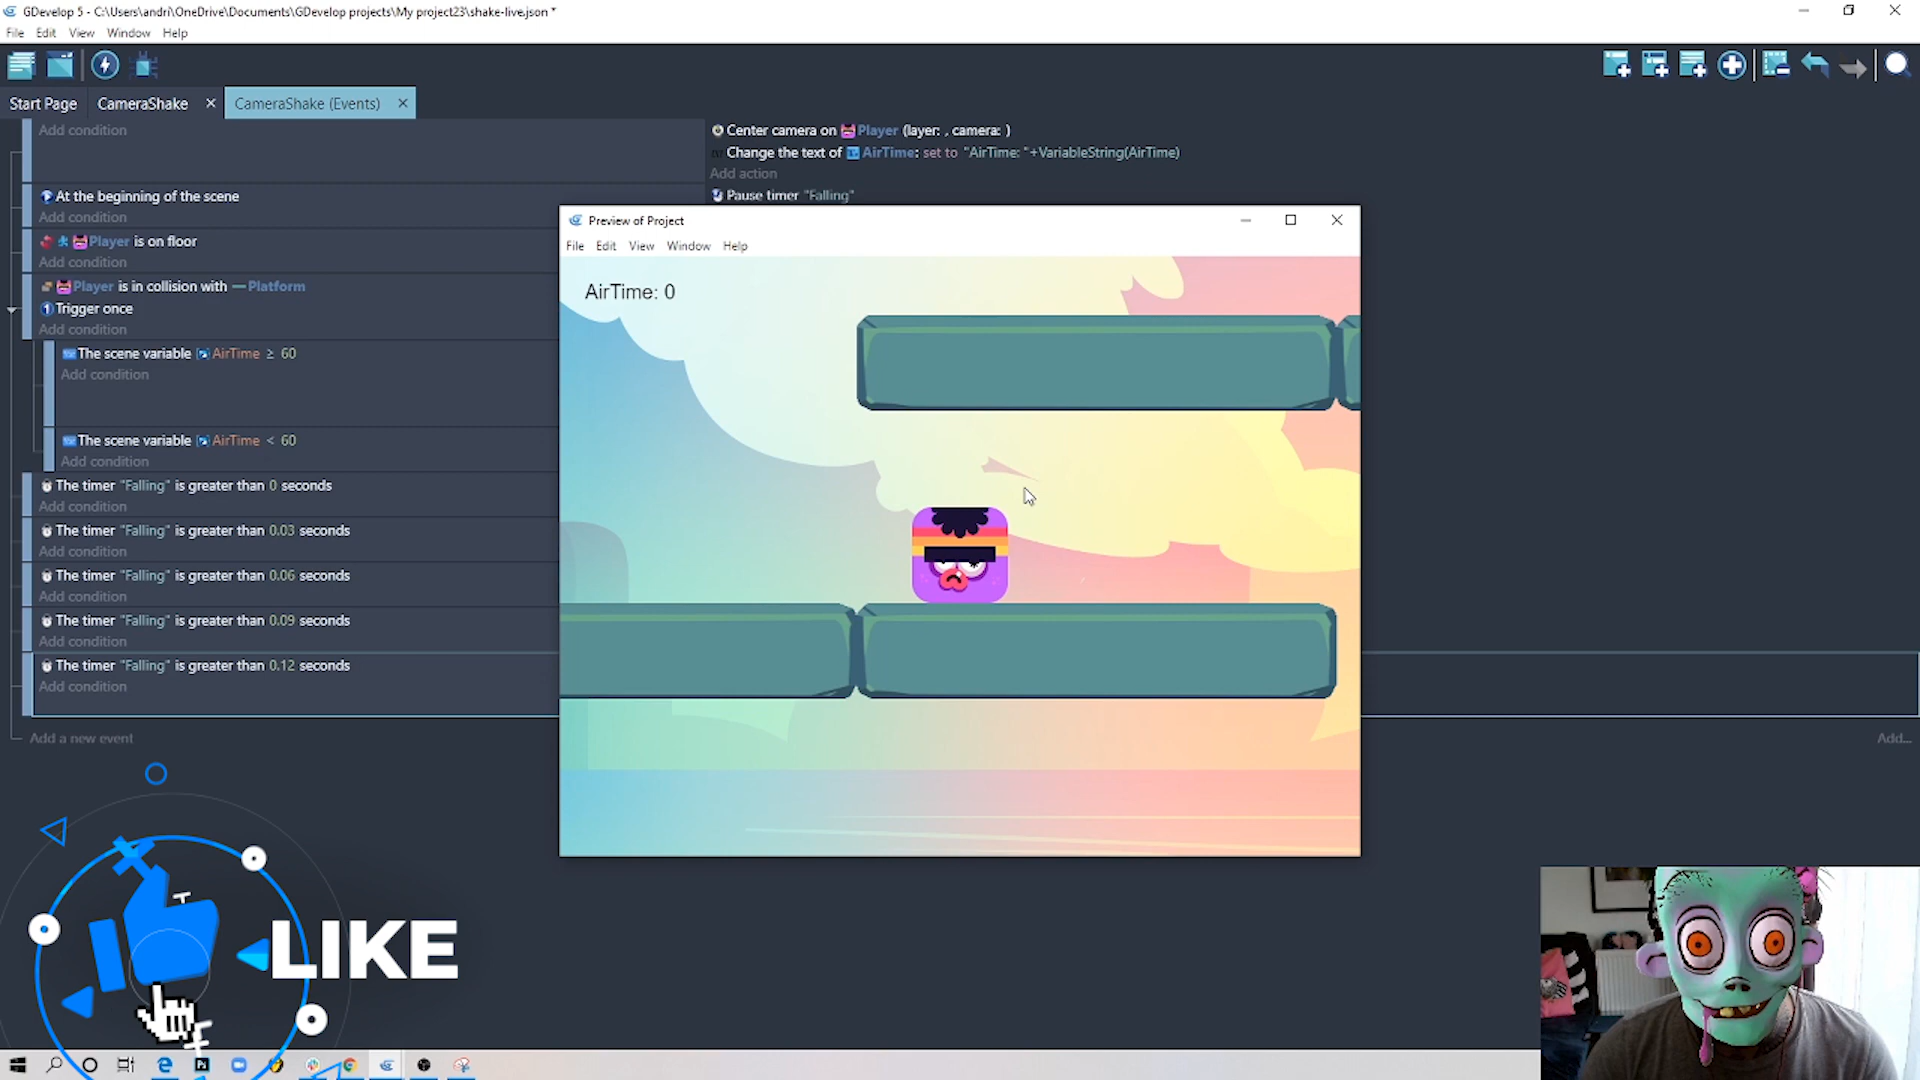 GDevelop 5 - C:\Users\andri\OneDrive\Documents\GDevelop projects\My project23\shake-live.json *
File Edit View Window Help
Start Page CameraShake × CameraShake (Events) ×
Add condition
Center camera on Player (layer: , camera: )
Change the text of AirTime: set to "AirTime: "+VariableString(AirTime)
Add action
At the beginning of the scene
Add condition
Pause timer "Falling"
Player is on floor
Add condition
Player is in collision with Platform
Trigger once
Add condition
The scene variable AirTime ≥ 60
Add condition
The scene variable AirTime < 60
Add condition
The timer "Falling" is greater than 0 seconds
Add condition
The timer "Falling" is greater than 0.03 seconds
Add condition
The timer "Falling" is greater than 0.06 seconds
Add condition
The timer "Falling" is greater than 0.09 seconds
Add condition
The timer "Falling" is greater than 0.12 seconds
Add condition
Add a new event
Add...
Preview of Project
File Edit View Window Help
AirTime: 0
LIKE